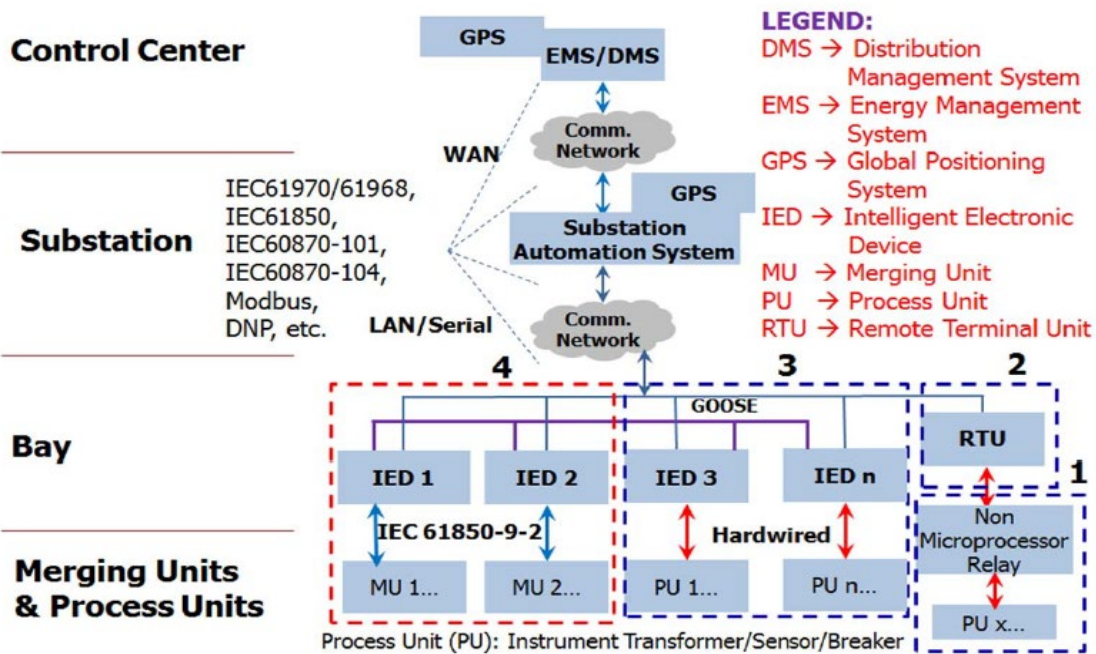 Control Center
GPS
EMS/DMS
Comm.
Network
WAN
LEGEND:
DMS → Distribution
Management System
EMS → Energy Management
System
GPS → Global Positioning
System
IED → Intelligent Electronic
Device
MU → Merging Unit
PU → Process Unit
RTU → Remote Terminal Unit
Substation
IEC61970/61968,
IEC61850,
IEC60870-101,
IEC60870-104,
Modbus,
DNP, etc.
GPS
Substation
Automation System
LAN/Serial
Comm.
Network
4
3
2
1
Bay
GOOSE
IED 1
IED 2
IED 3
IED n
RTU
IEC 61850-9-2
Hardwired
Non
Microprocessor
Relay
Merging Units
& Process Units
MU 1...
MU 2...
PU 1...
PU n...
PU x...
Process Unit (PU): Instrument Transformer/Sensor/Breaker